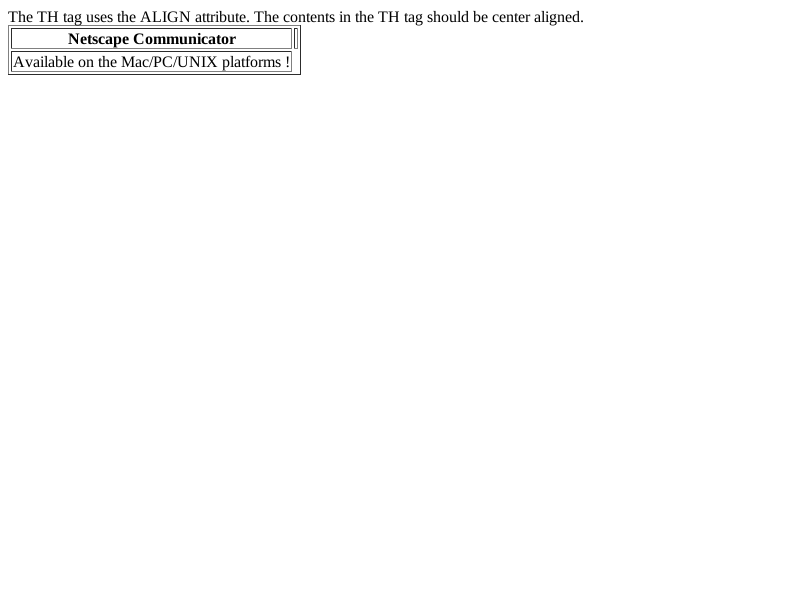 The TH tag uses the ALIGN attribute. The contents in the TH tag should be center aligned.
Netscape Communicator
Available on the Mac/PC/UNIX platforms !